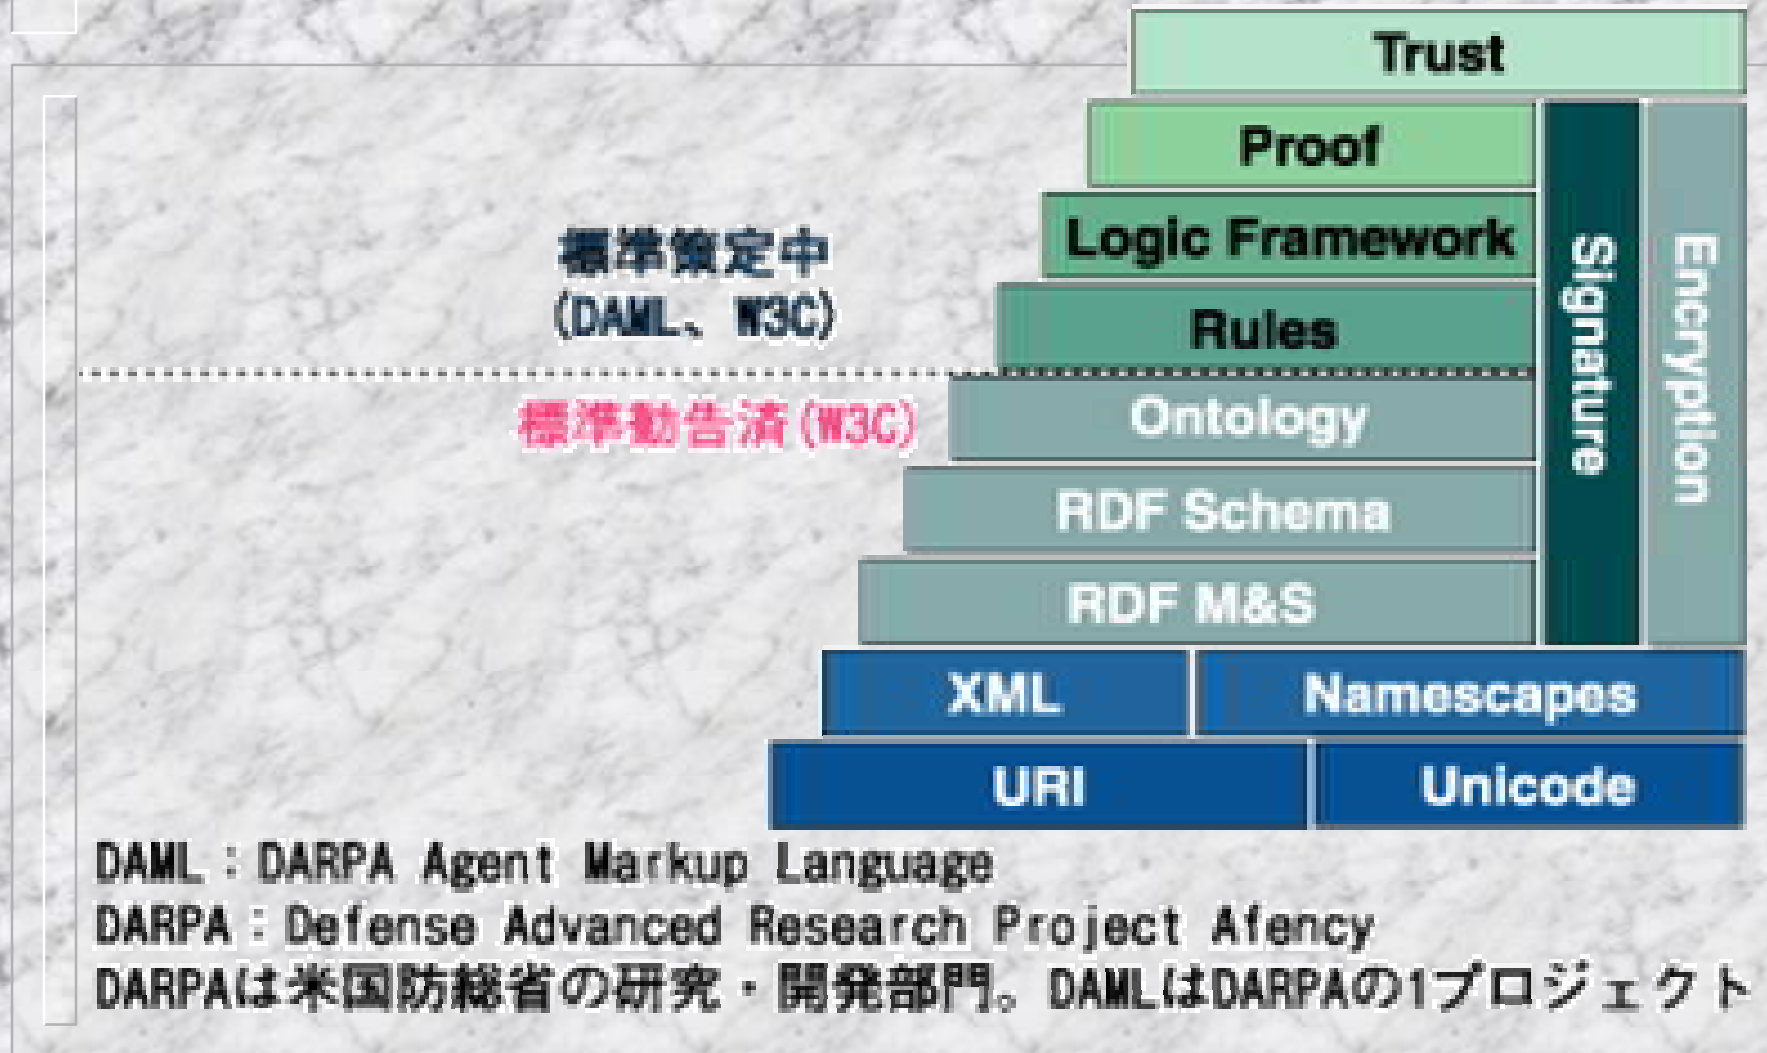 Trust
Proof
Logic Framework
Rules
Ontology
RDF Schema
RDF M&S
Signature
Encryption
XML
Namescapes
URI
Unicode
標準策定中
(DAML、W3C)
標準勧告済(W3C)
DAML：DARPA Agent Markup Language
DARPA：Defense Advanced Research Project Afency
DARPAは米国防総省の研究・開発部門。DAMLはDARPAの1プロジェクト